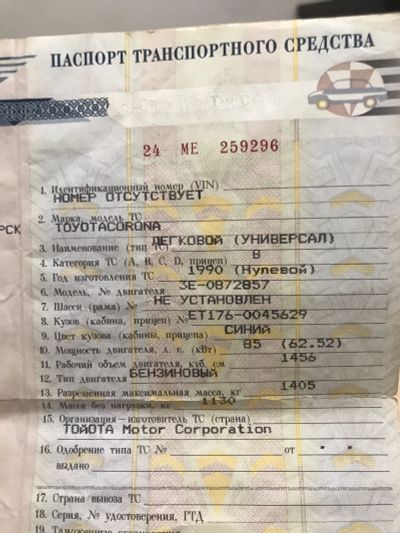 ПАСПОРТ ТРАНСПОРТНОГО СРЕДСТВА
24 МЕ 259296
1. Идентификационный номер (VIN)
НОМЕР ОТСУТСТВУЕТ
РСК
2. Марка, модель ТС
TOYOTACORONA
3. Наименование (тип ТС) ЛЕГКОВОЙ (УНИВЕРСАЛ)
4. Категория ТС (A, B, C, D, прицеп) B
5. Год изготовления ТС 1990 (Нулевой)
6. Модель, № двигателя 3E-0872857
7. Шасси (рама) № НЕ УСТАНОВЛЕН
8. Кузов (кабина, прицеп) № ET176-0045629
9. Цвет кузова (кабины, прицепа) СИНИЙ
10. Мощность двигателя, л. с. (кВт) 85 (62.52)
11. Рабочий объем двигателя, куб. см 1456
12. Тип двигателя БЕНЗИНОВЫЙ
13. Разрешенная максимальная масса, кг 1405
14. Масса без нагрузки, кг 1130
15. Организация—изготовитель ТС (страна)
ТОЙОТА Motor Corporation
16. Одобрение типа ТС № от
выдано
17. Страна вывоза ТС
18. Серия, № удостоверения, ГТД
19. Таможенные ограничения